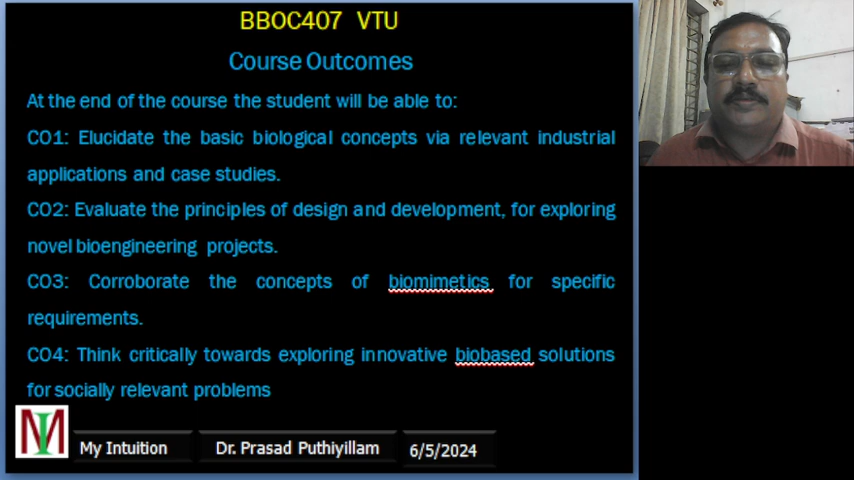 BBOC407 VTU
Course Outcomes
At the end of the course the student will be able to:
CO1: Elucidate the basic biological concepts via relevant industrial
applications and case studies.
CO2: Evaluate the principles of design and development, for exploring
novel bioengineering projects.
CO3: Corroborate the concepts of biomimetics for specific
requirements.
CO4: Think critically towards exploring innovative biobased solutions
for socially relevant problems
MI
My Intuition
Dr. Prasad Puthiyillam
6/5/2024